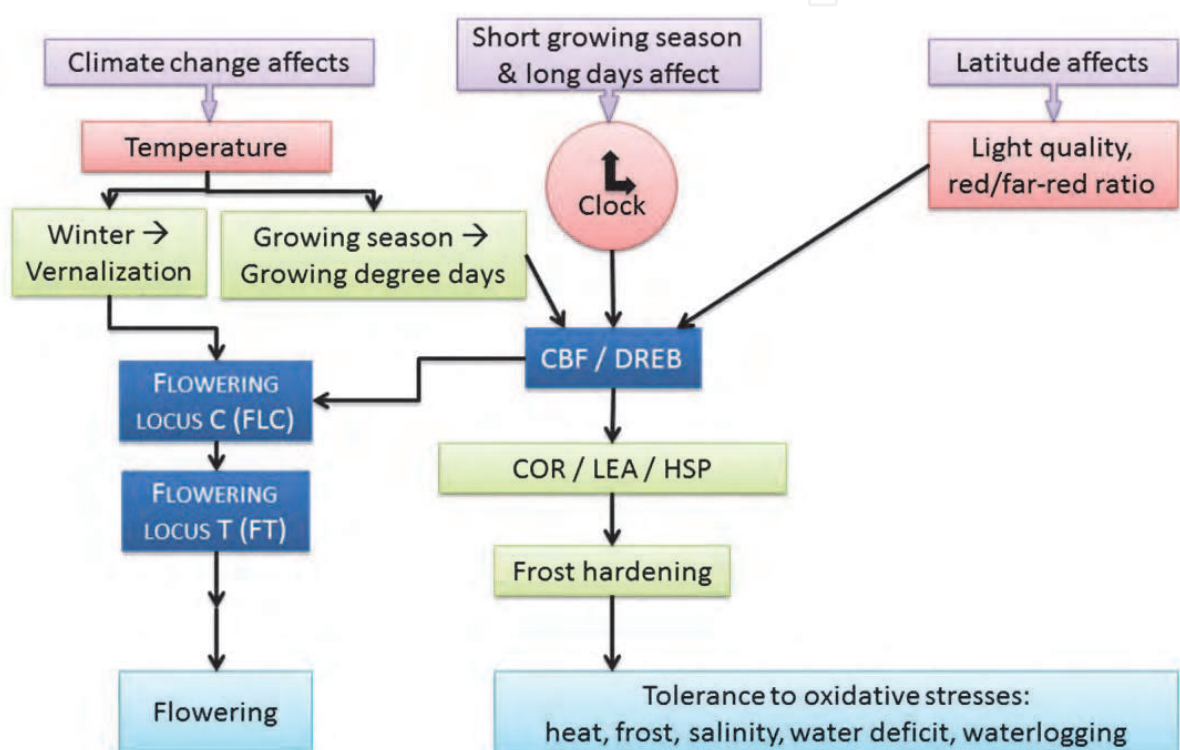 Climate change affects
Short growing season
& long days affect
Latitude affects
Temperature
Clock
Light quality,
red/far-red ratio
Winter →
Vernalization
Growing season →
Growing degree days
CBF / DREB
FLOWERING
LOCUS C (FLC)
COR / LEA / HSP
FLOWERING
LOCUS T (FT)
Frost hardening
Flowering
Tolerance to oxidative stresses:
heat, frost, salinity, water deficit, waterlogging